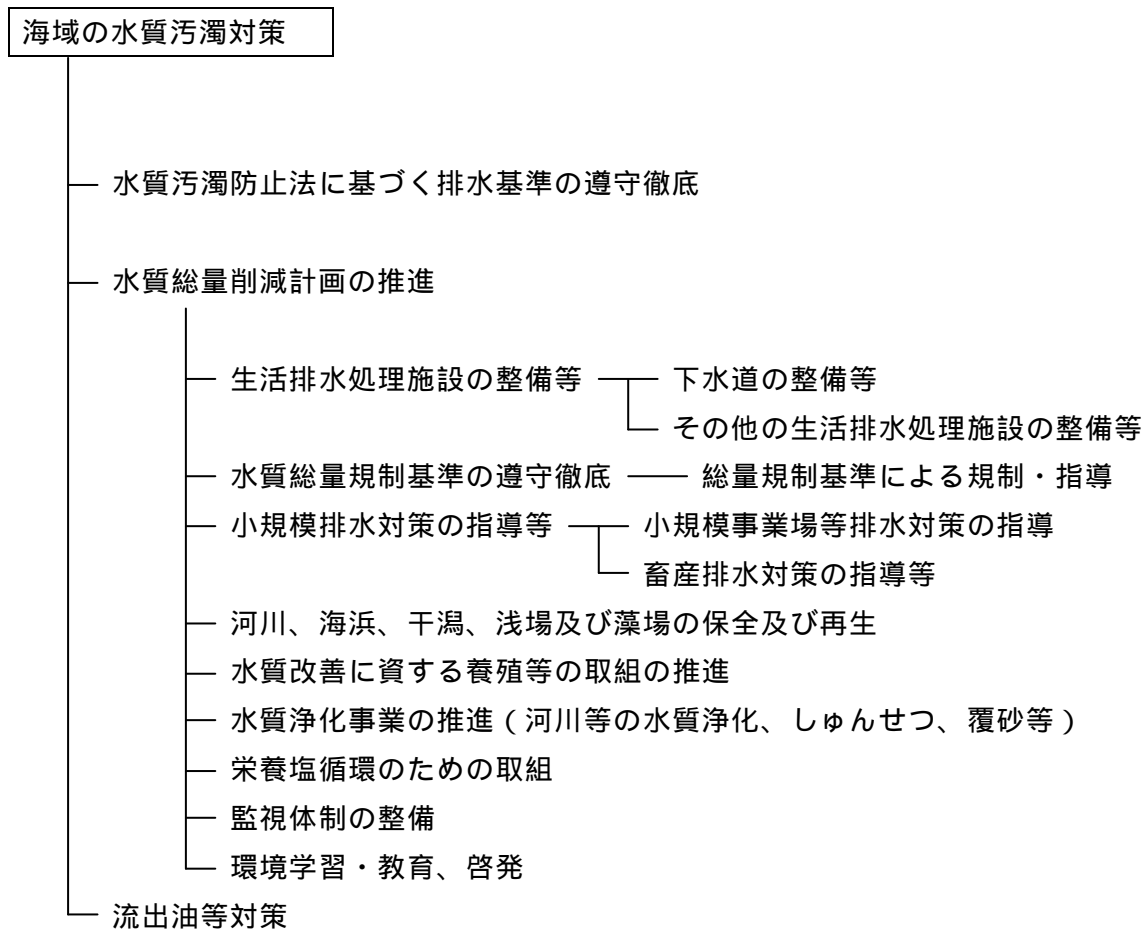 海域の水質汚濁対策
水質汚濁防止法に基づく排水基準の遵守徹底
水質総量削減計画の推進
生活排水処理施設の整備等 下水道の整備等
その他の生活排水処理施設の整備等
水質総量規制基準の遵守徹底 総量規制基準による規制・指導
小規模排水対策の指導等 小規模事業場等排水対策の指導
畜産排水対策の指導等
河川、海浜、干潟、浅場及び藻場の保全及び再生
水質改善に資する養殖等の取組の推進
水質浄化事業の推進(河川等の水質浄化、しゅんせつ、覆砂等)
栄養塩循環のための取組
監視体制の整備
環境学習・教育、啓発
流出油等対策